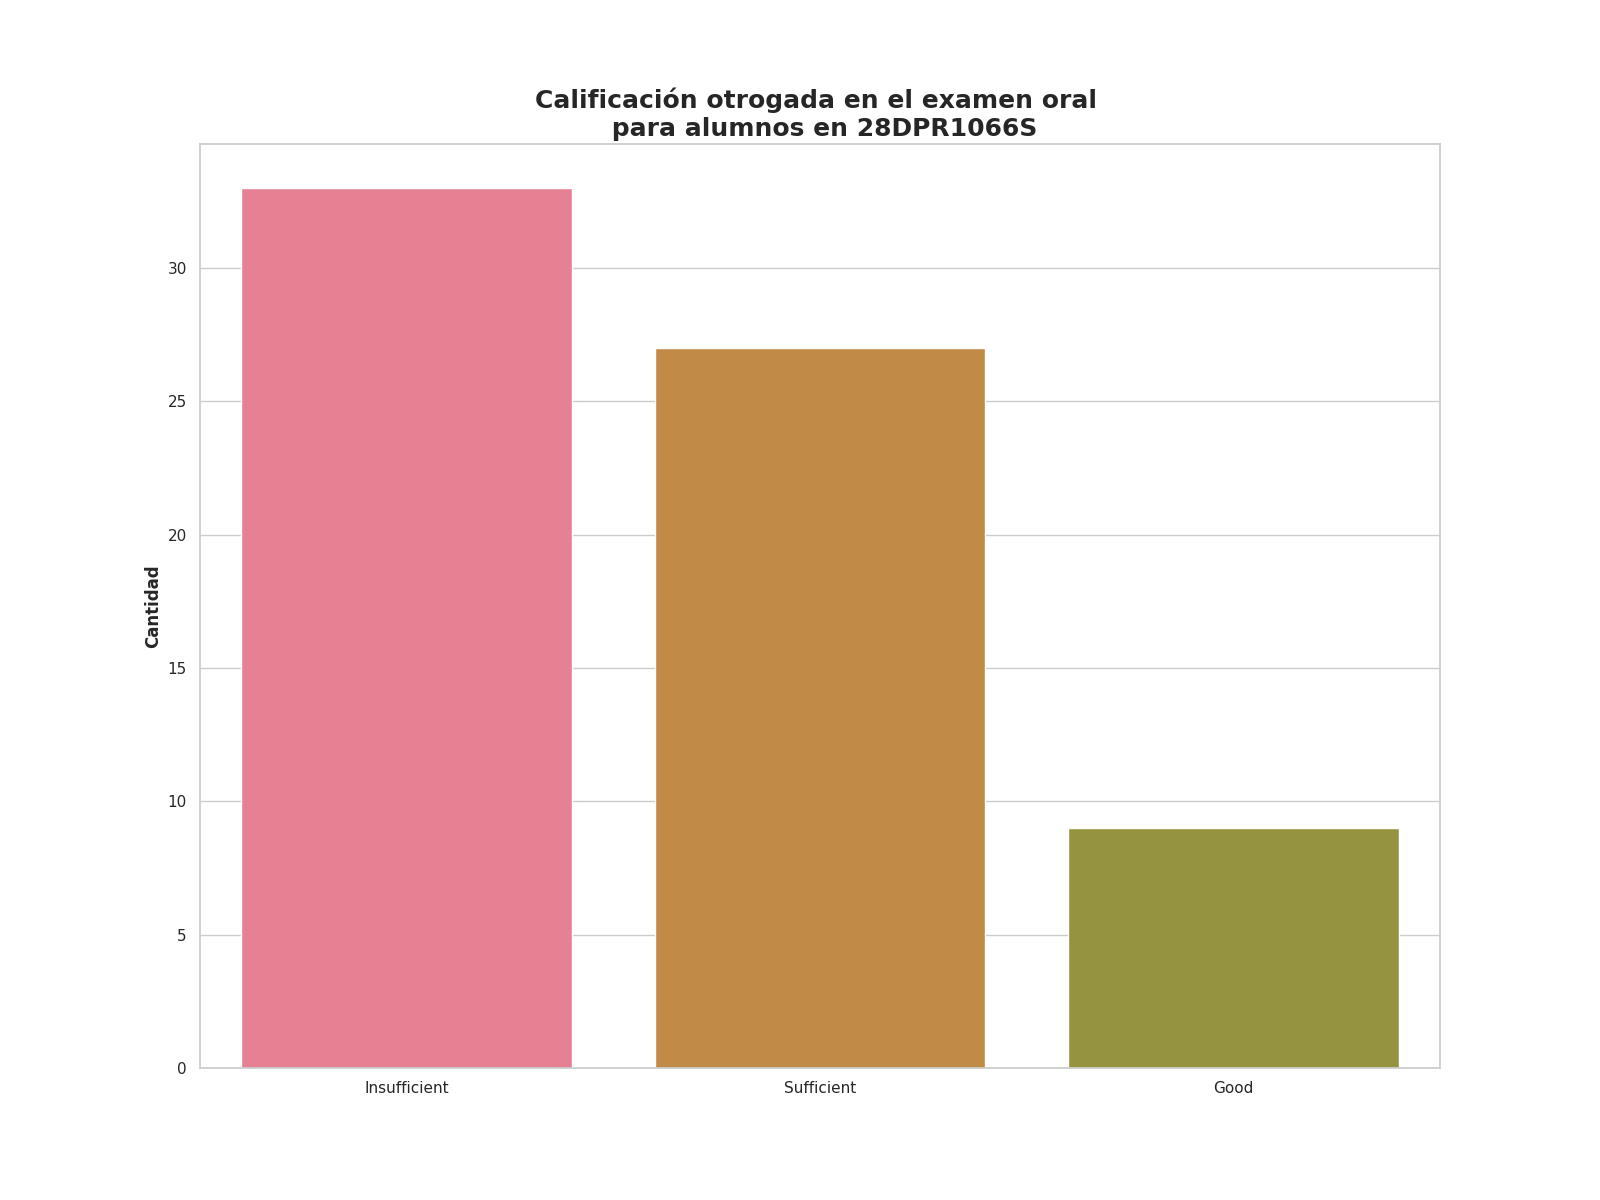 Calificación otrogada en el examen oral
para alumnos en 28DPR1066S
Cantidad
30
25
20
15
10
5
0
Insufficient
Sufficient
Good